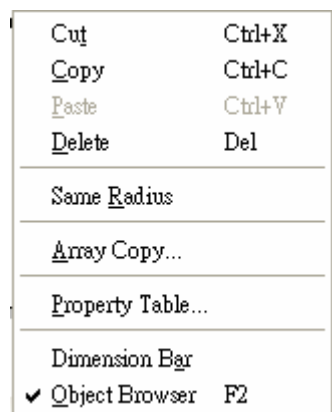 Cut Ctrl+X
Copy Ctrl+C
Paste Ctrl+V
Delete Del
Same Radius
Array Copy...
Property Table...
Dimension Bar
✔ Object Browser F2